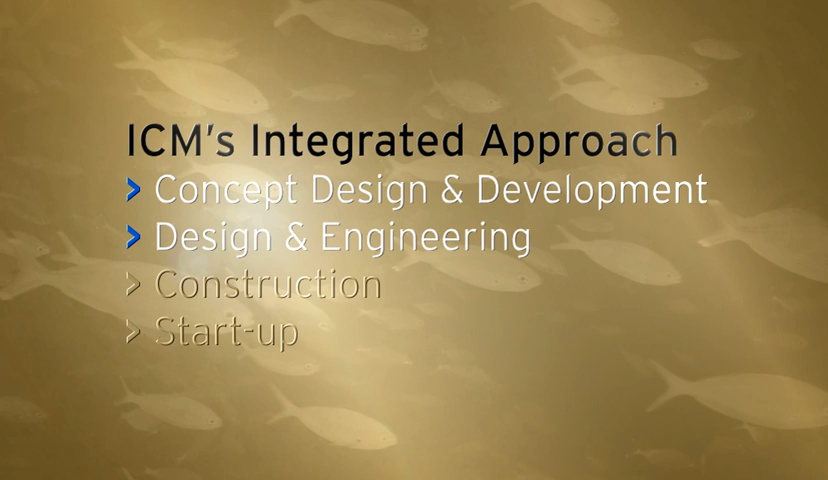 ICM's Integrated Approach
> Concept Design & Development
> Design & Engineering
> Construction
> Start-up